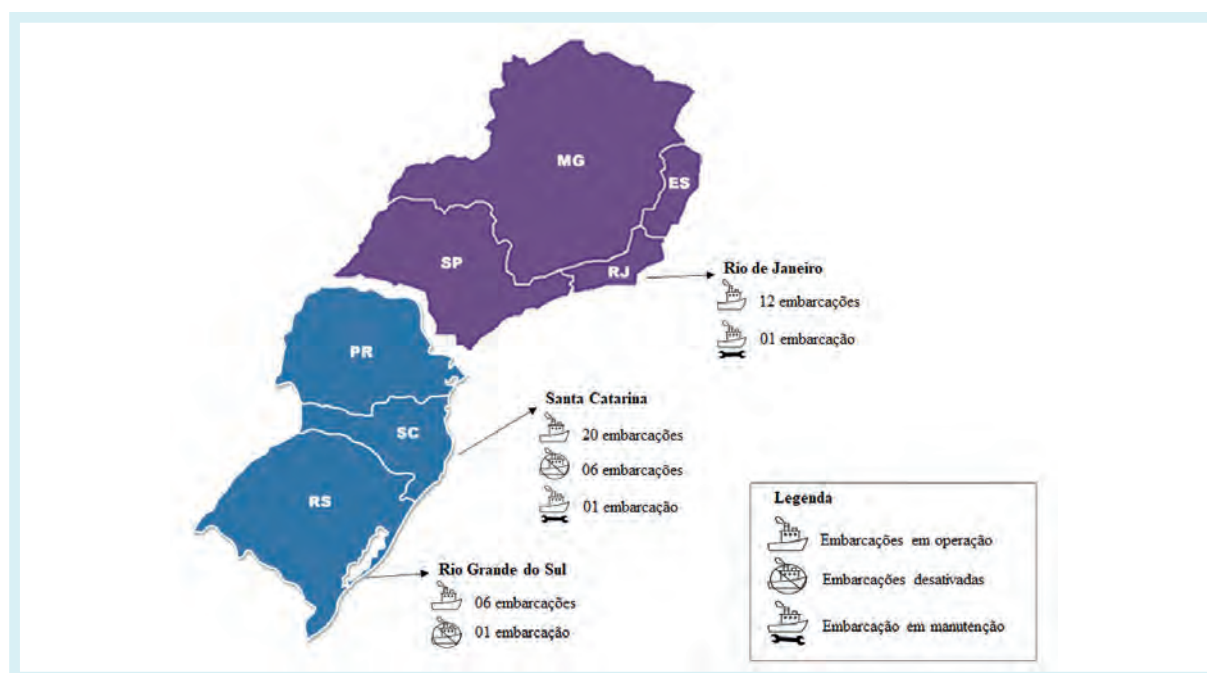 MG
ES
SP
RJ
Rio de Janeiro
12 embarcações
01 embarcação
PR
SC
RS
Santa Catarina
20 embarcações
06 embarcações
01 embarcação
Rio Grande do Sul
06 embarcações
01 embarcação
Legenda
Embarcações em operação
Embarcações desativadas
Embarcação em manutenção